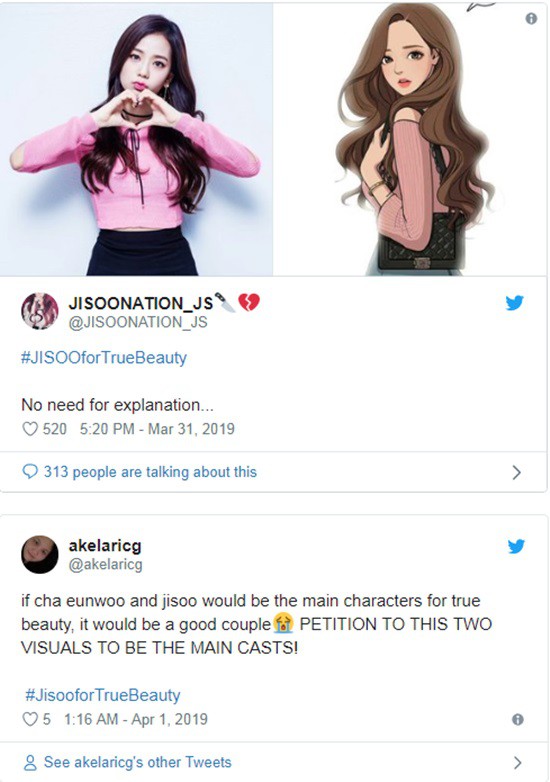 JISOONATION_JS🔪💔
@JISOONATION_JS
#JISOOforTrueBeauty
No need for explanation...
520 5:20 PM - Mar 31, 2019
313 people are talking about this
akelaricg
@akelaricg
if cha eunwoo and jisoo would be the main characters for true
beauty, it would be a good couple😭 PETITION TO THIS TWO
VISUALS TO BE THE MAIN CASTS!
#JisooforTrueBeauty
5 1:16 AM - Apr 1, 2019
See akelaricg's other Tweets